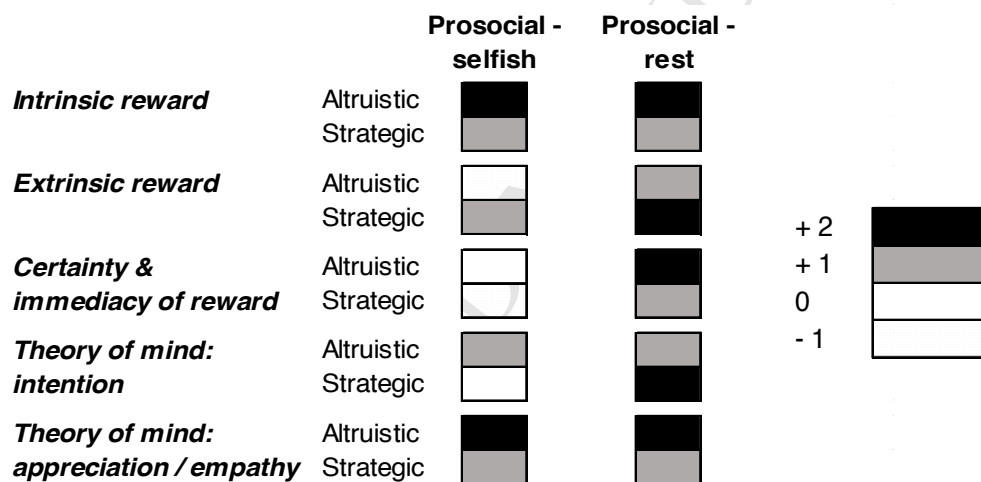 Prosocial - selfish
Prosocial - rest
Intrinsic reward
Altruistic
Strategic
Extrinsic reward
Altruistic
Strategic
Certainty &
immediacy of reward
Altruistic
Strategic
Theory of mind:
intention
Altruistic
Strategic
Theory of mind:
appreciation / empathy
Altruistic
Strategic
+ 2
+ 1
0
- 1